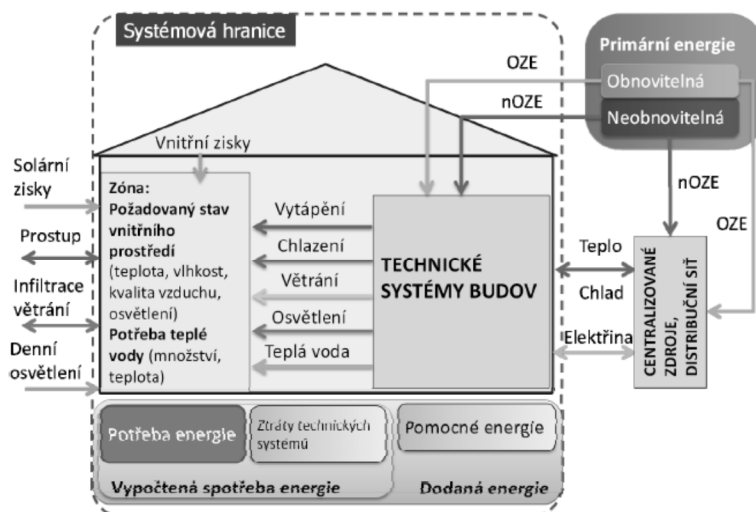 Systémová hranice
Primární energie
Obnovitelná
Neobnovitelná
OZE
nOZE
Vnitřní zisky
nOZE
OZE
Solární
zisky
Prostup
Infiltrace
větrání
Denní
osvětlení
Zóna:
Požadovaný stav
vnitřního
prostředí
(teplota, vlhkost,
kvalita vzduchu,
osvětlení)
Potřeba teplé
vody (množství,
teplota)
Vytápění
Chlazení
Větrání
Osvětlení
Teplá voda
TECHNICKÉ
SYSTÉMY BUDOV
Teplo
Chlad
Elektřina
CENTRALIZOVANÉ
ZDROJE,
DISTRIBUČNÍ SIŤ
Potřeba energie
Ztráty technických
systémů
Pomocné energie
Vypočtená spotřeba energie
Dodaná energie